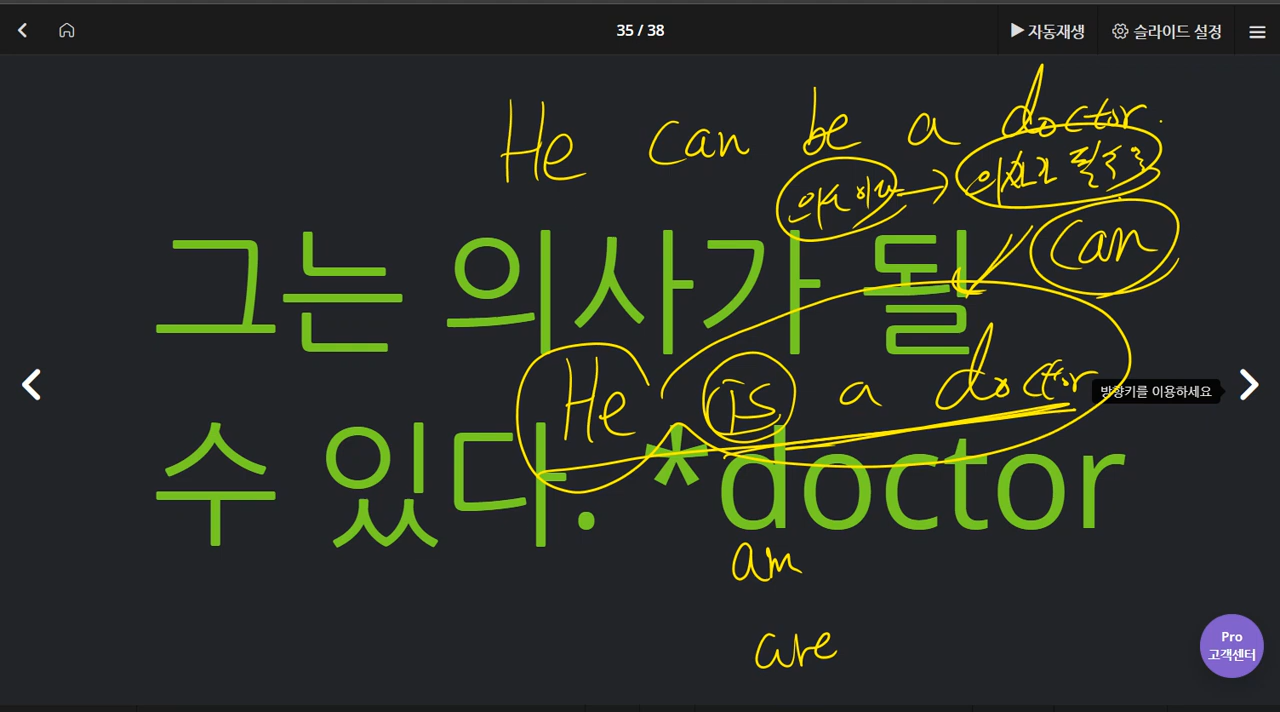 35 / 38
▶ 자동재생
슬라이드 설정
He can be a doctor.
의사이다 → 의사가 될 수 있
can
그는 의사가 될
He is a doctor
방향키를 이용하세요
수 있다. *doctor
am
are
Pro
고객센터